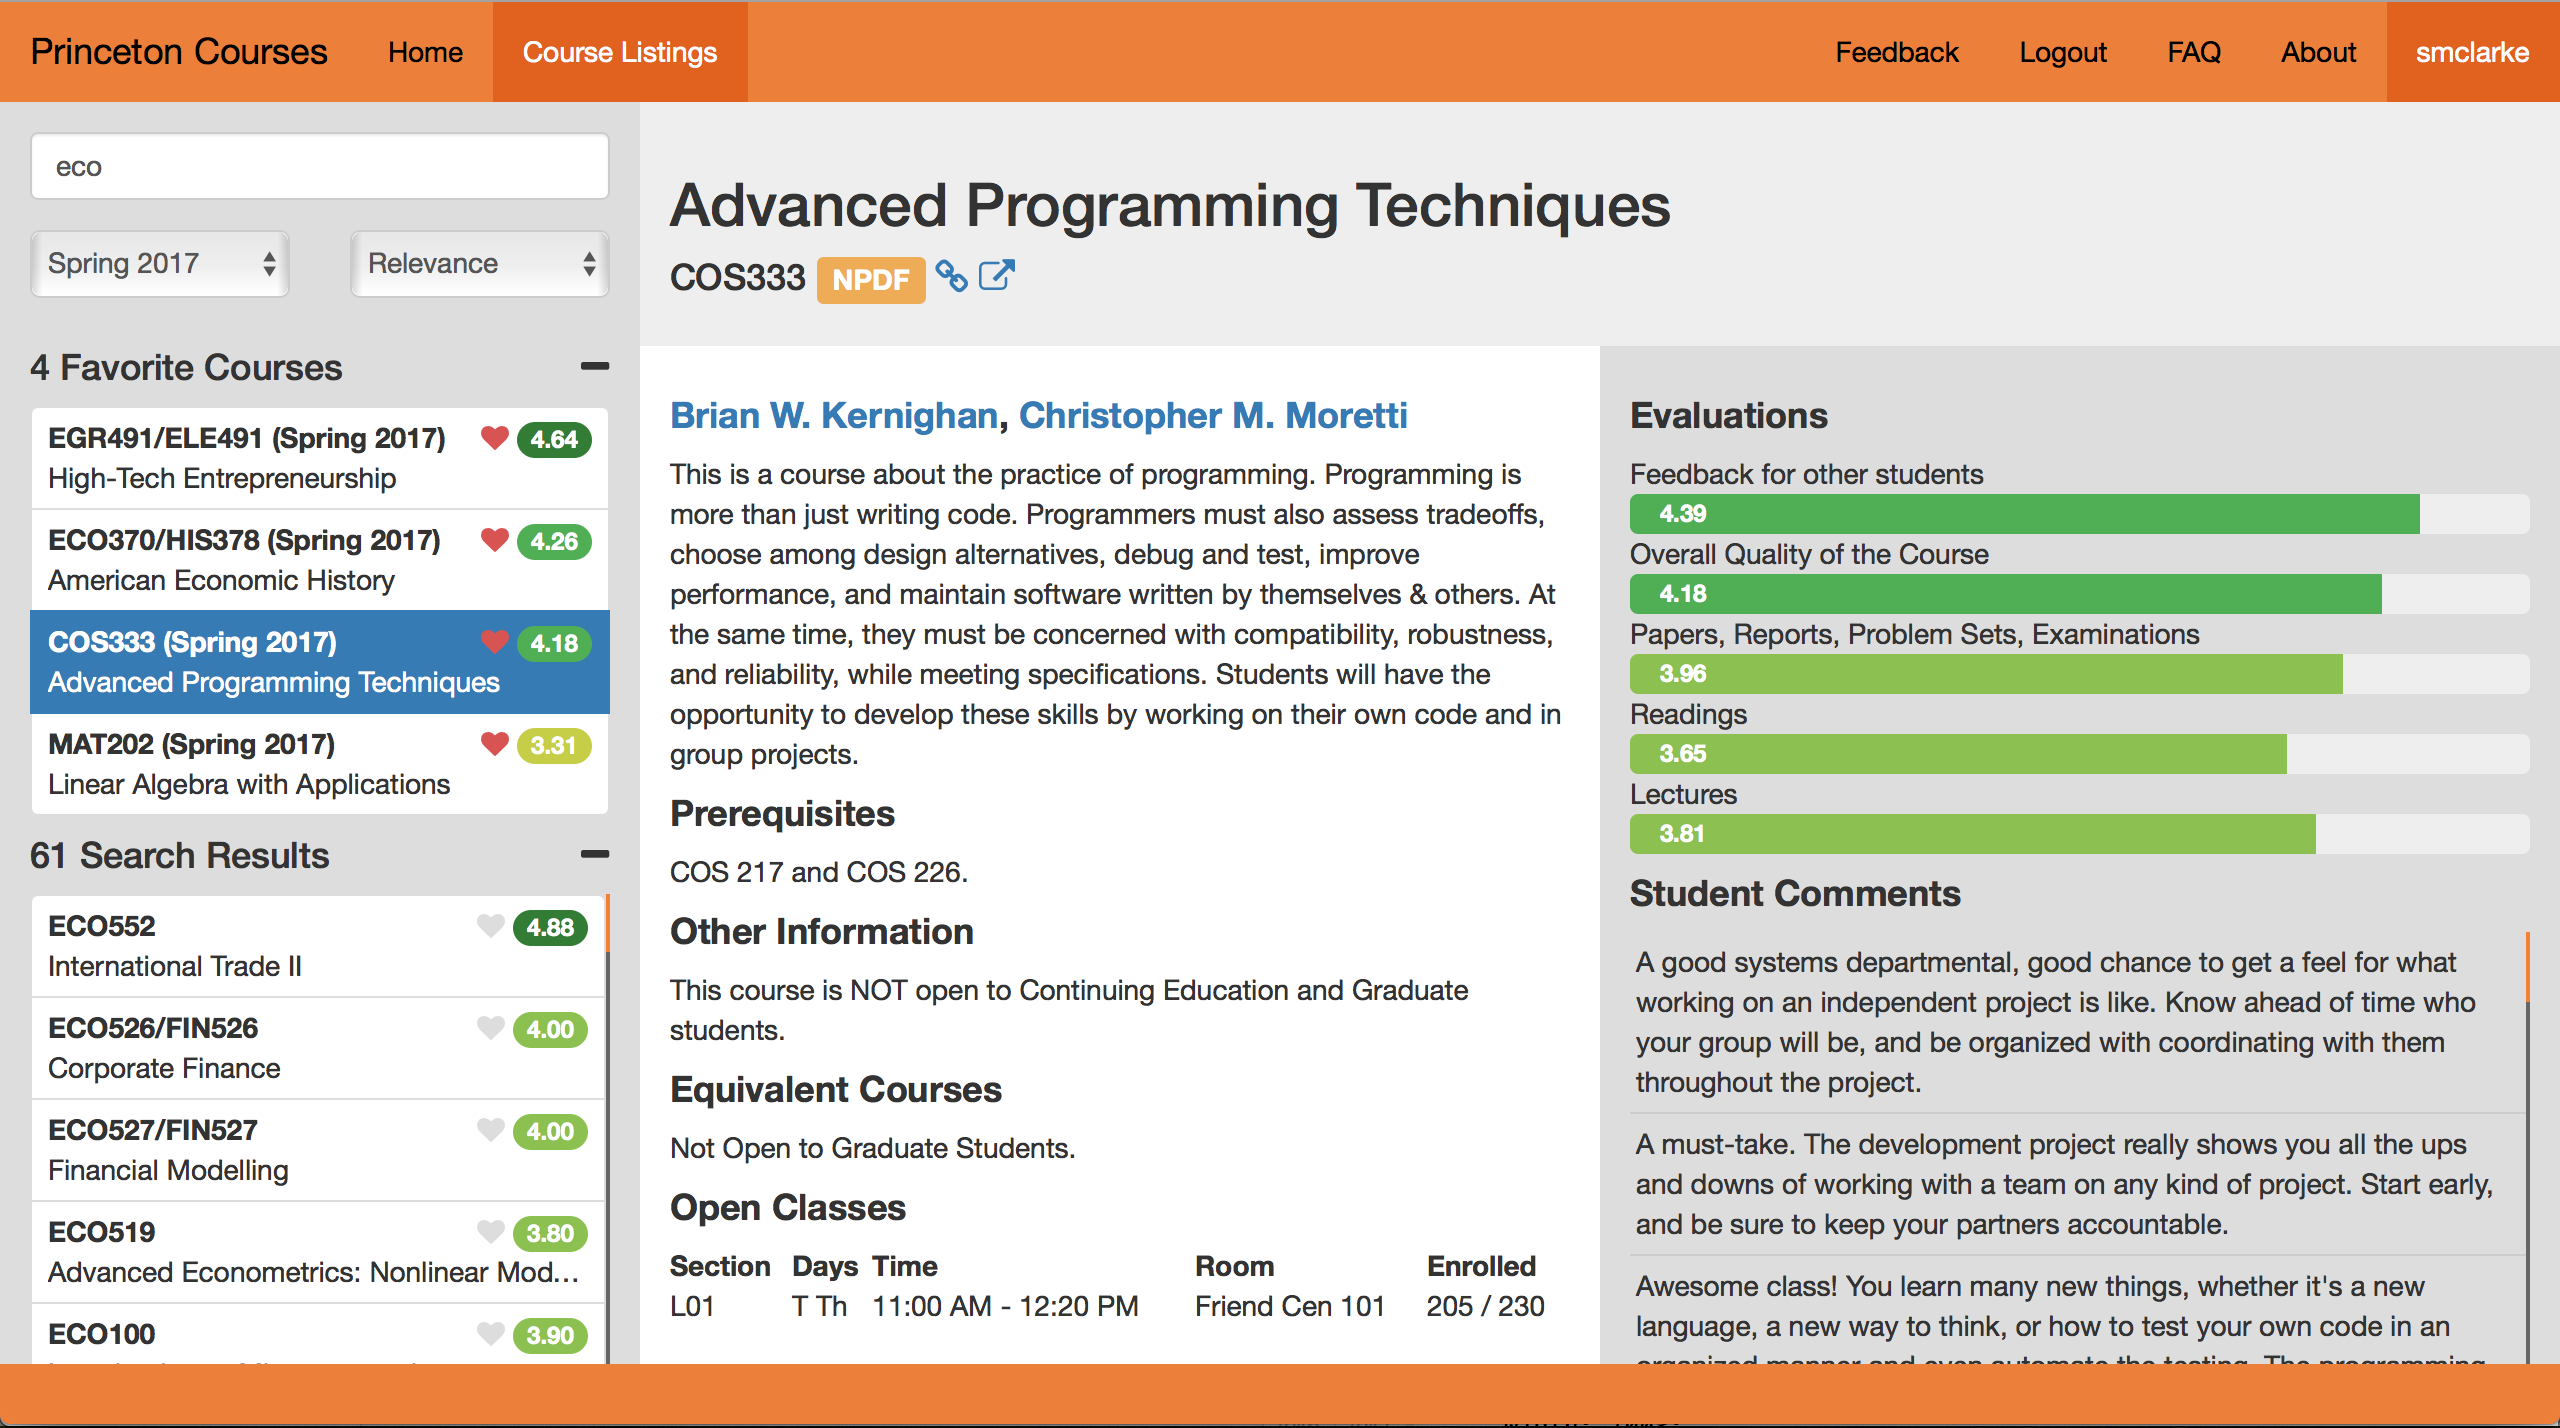 Princeton Courses
Home
Course Listings
Feedback
Logout
FAQ
About
smclarke
eco
Spring 2017
Relevance
4 Favorite Courses
EGR491/ELE491 (Spring 2017)
4.64
High-Tech Entrepreneurship
ECO370/HIS378 (Spring 2017)
4.26
American Economic History
COS333 (Spring 2017)
4.18
Advanced Programming Techniques
MAT202 (Spring 2017)
3.31
Linear Algebra with Applications
61 Search Results
ECO552
4.88
International Trade II
ECO526/FIN526
4.00
Corporate Finance
ECO527/FIN527
4.00
Financial Modelling
ECO519
3.80
Advanced Econometrics: Nonlinear Mod...
ECO100
3.90
Advanced Programming Techniques
COS333 NPDF
Brian W. Kernighan, Christopher M. Moretti
This is a course about the practice of programming. Programming is
more than just writing code. Programmers must also assess tradeoffs,
choose among design alternatives, debug and test, improve
performance, and maintain software written by themselves & others. At
the same time, they must be concerned with compatibility, robustness,
and reliability, while meeting specifications. Students will have the
opportunity to develop these skills by working on their own code and in
group projects.
Prerequisites
COS 217 and COS 226.
Other Information
This course is NOT open to Continuing Education and Graduate
students.
Equivalent Courses
Not Open to Graduate Students.
Open Classes
Section Days Time Room Enrolled
L01 T Th 11:00 AM - 12:20 PM Friend Cen 101 205 / 230
Evaluations
Feedback for other students
4.39
Overall Quality of the Course
4.18
Papers, Reports, Problem Sets, Examinations
3.96
Readings
3.65
Lectures
3.81
Student Comments
A good systems departmental, good chance to get a feel for what
working on an independent project is like. Know ahead of time who
your group will be, and be organized with coordinating with them
throughout the project.
A must-take. The development project really shows you all the ups
and downs of working with a team on any kind of project. Start early,
and be sure to keep your partners accountable.
Awesome class! You learn many new things, whether it's a new
language, a new way to think, or how to test your own code in an
organized manner and even automate the testing. The programming